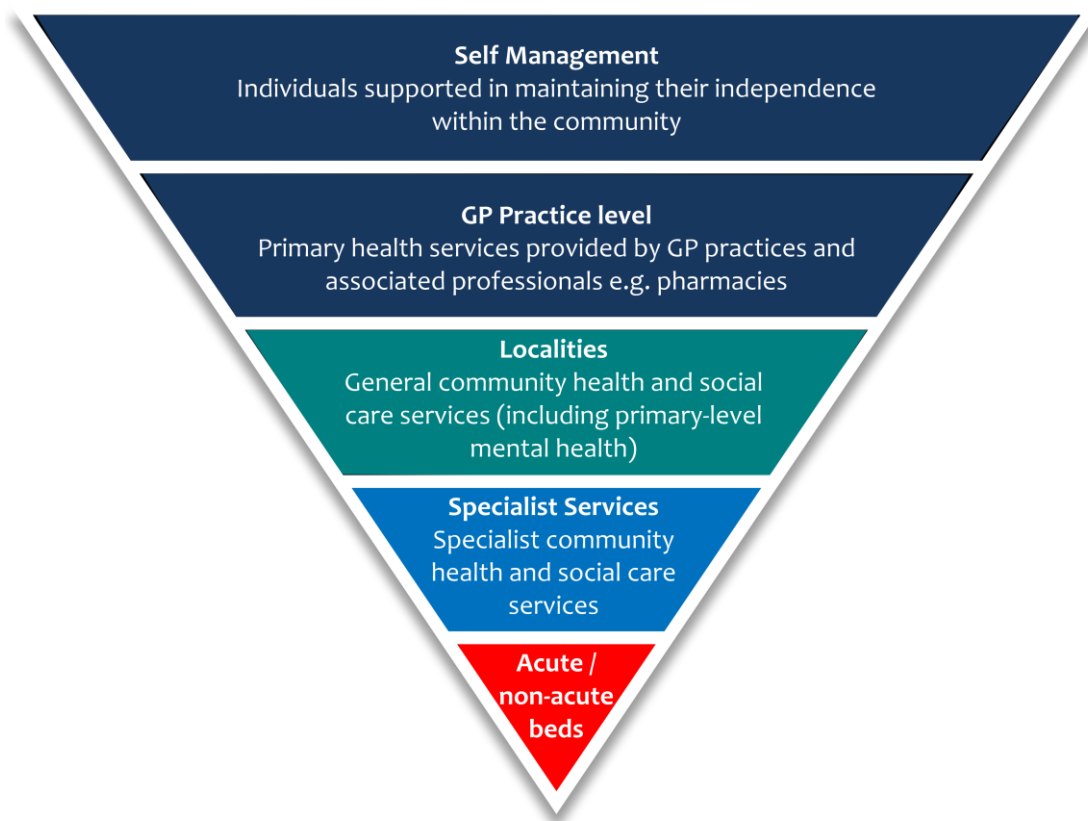 Self Management
Individuals supported in maintaining their independence
within the community
GP Practice level
Primary health services provided by GP practices and
associated professionals e.g. pharmacies
Localities
General community health and social
care services (including primary-level
mental health)
Specialist Services
Specialist community
health and social care
services
Acute /
non-acute
beds